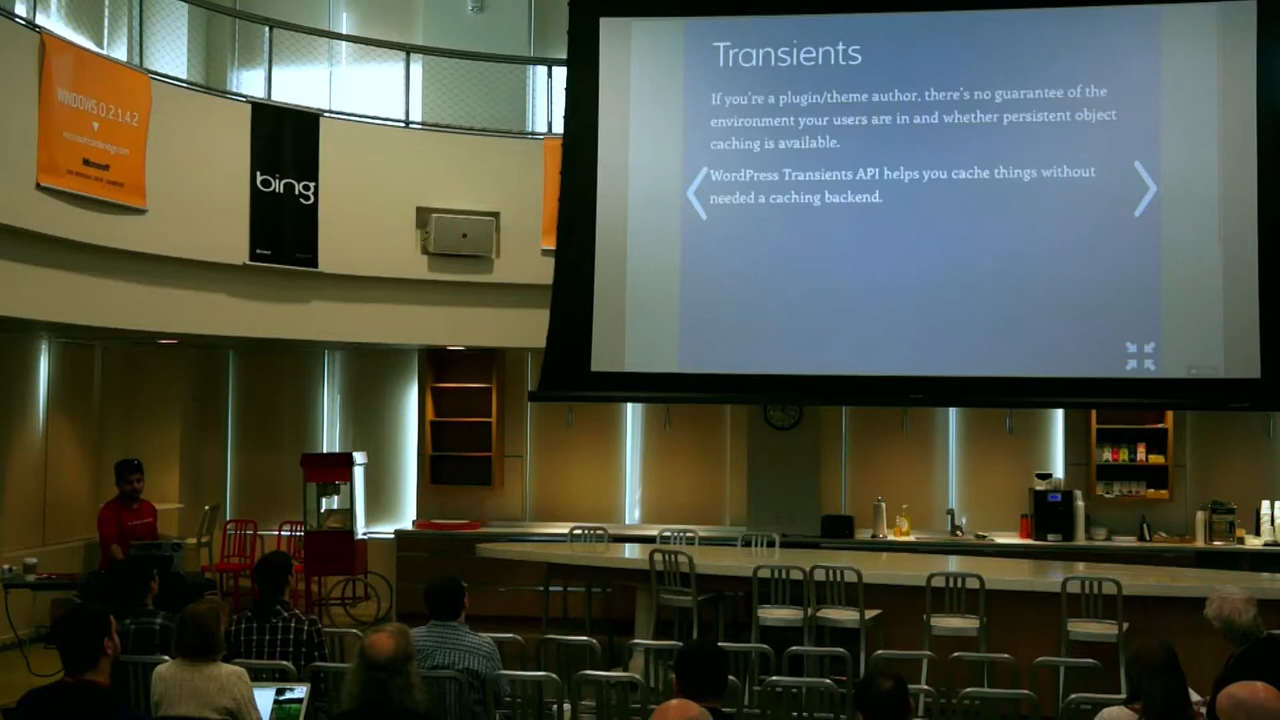 Transients
If you're a plugin/theme author, there's no guarantee of the
environment your users are in and whether persistent object
caching is available.
WordPress Transients API helps you cache things without
needed a caching backend.
WINDOWS 0.2.1.4.2
Microsoft
bing